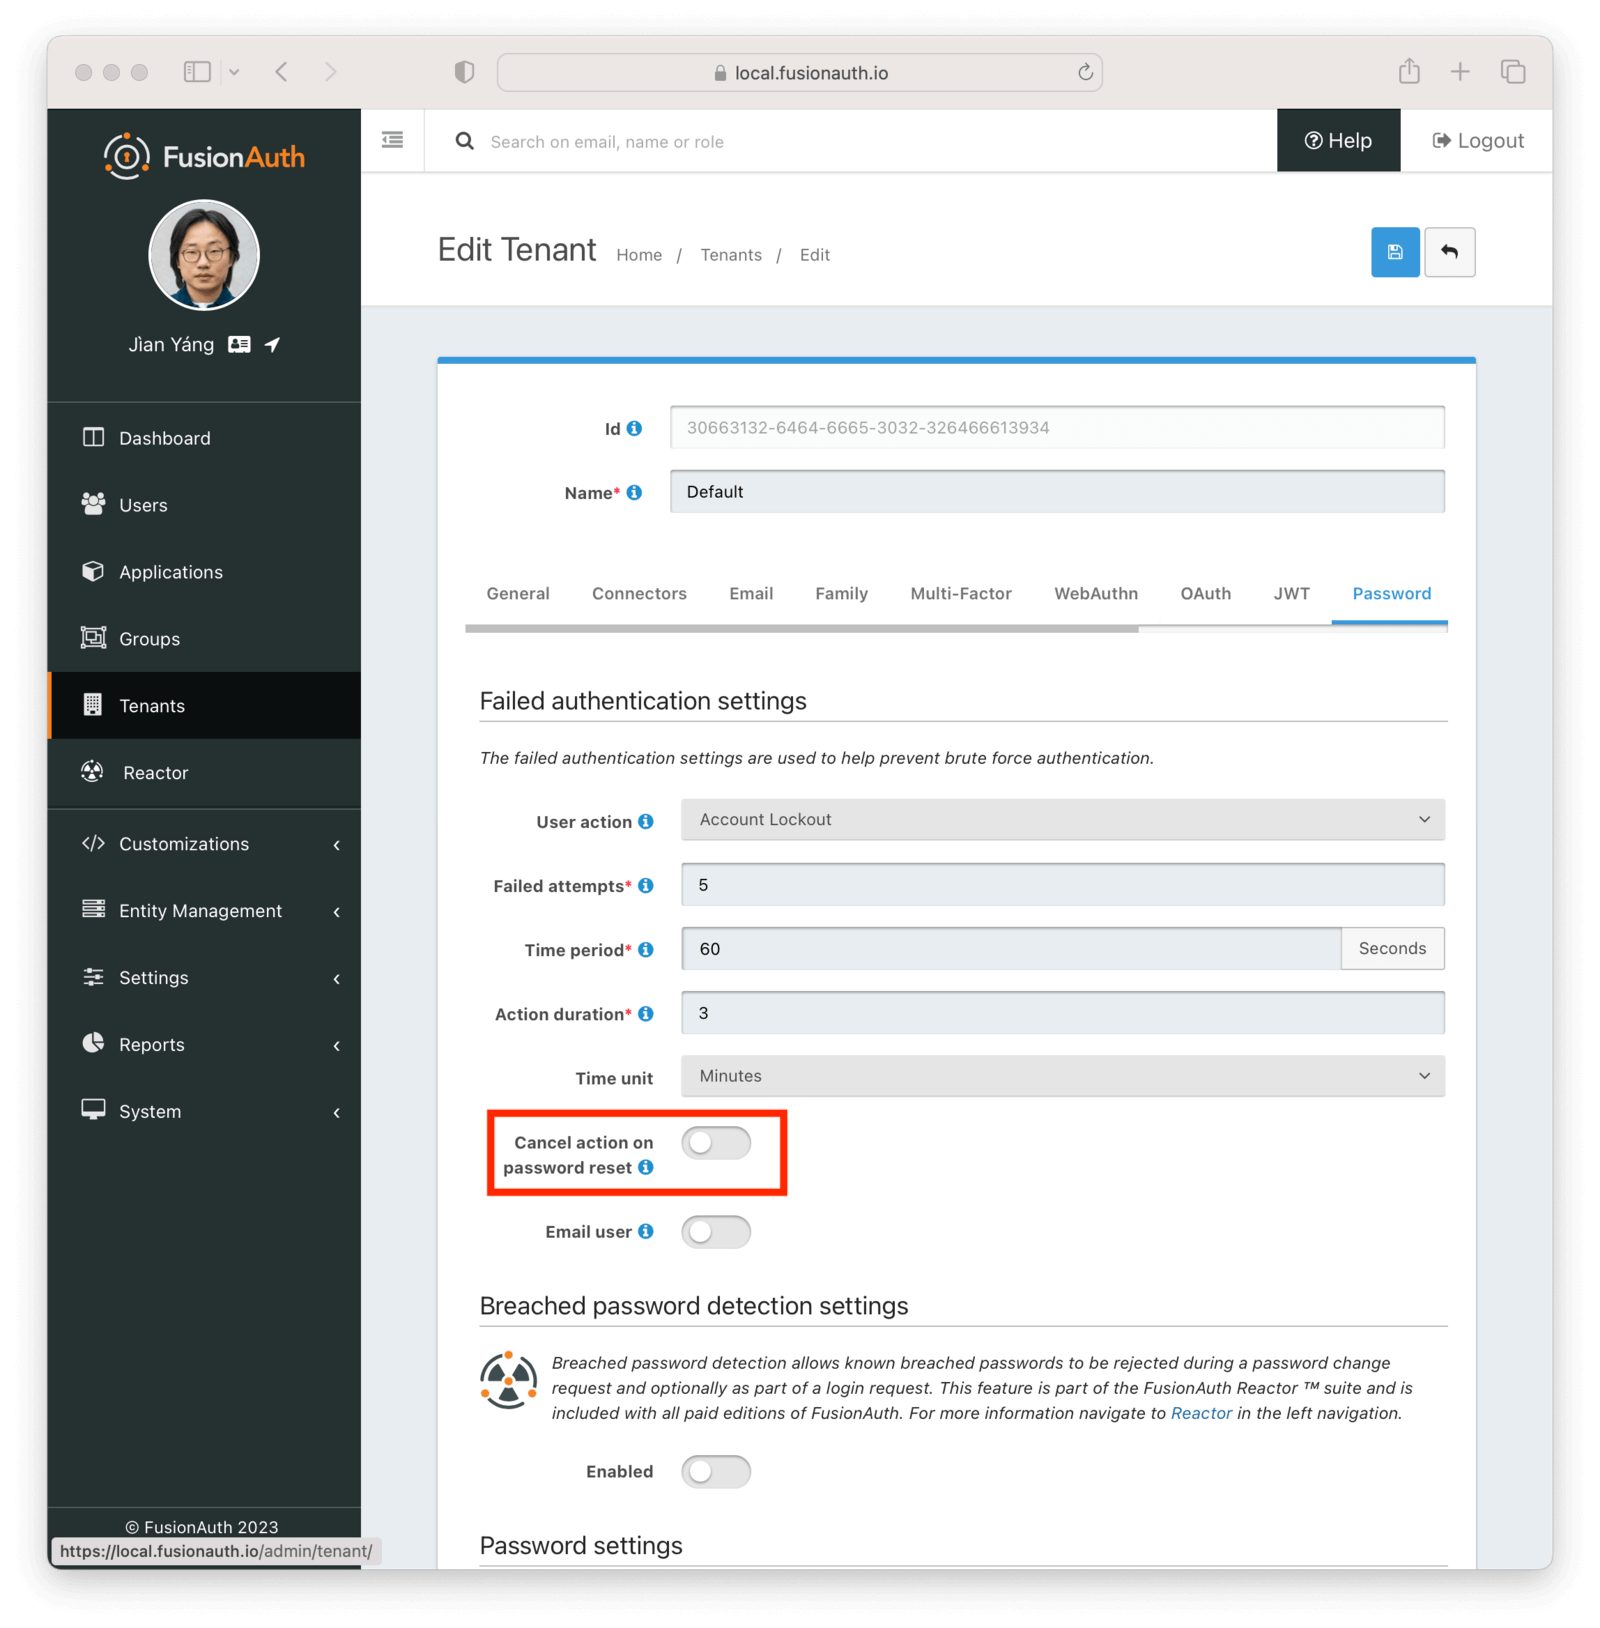 local.fusionauth.io
FusionAuth
Search on email, name or role
Help
Logout
Jìan Yáng
Edit Tenant
Home / Tenants / Edit
Dashboard
Users
Applications
Groups
Tenants
Reactor
Customizations
Entity Management
Settings
Reports
System
© FusionAuth 2023
https://local.fusionauth.io/admin/tenant/
Id
30663132-6464-6665-3032-326466613934
Name*
Default
General Connectors Email Family Multi-Factor WebAuthn OAuth JWT Password
Failed authentication settings
The failed authentication settings are used to help prevent brute force authentication.
User action
Account Lockout
Failed attempts*
5
Time period*
60
Seconds
Action duration*
3
Time unit
Minutes
Cancel action on
password reset
Email user
Breached password detection settings
Breached password detection allows known breached passwords to be rejected during a password change
request and optionally as part of a login request. This feature is part of the FusionAuth Reactor ™ suite and is
included with all paid editions of FusionAuth. For more information navigate to Reactor in the left navigation.
Enabled
Password settings